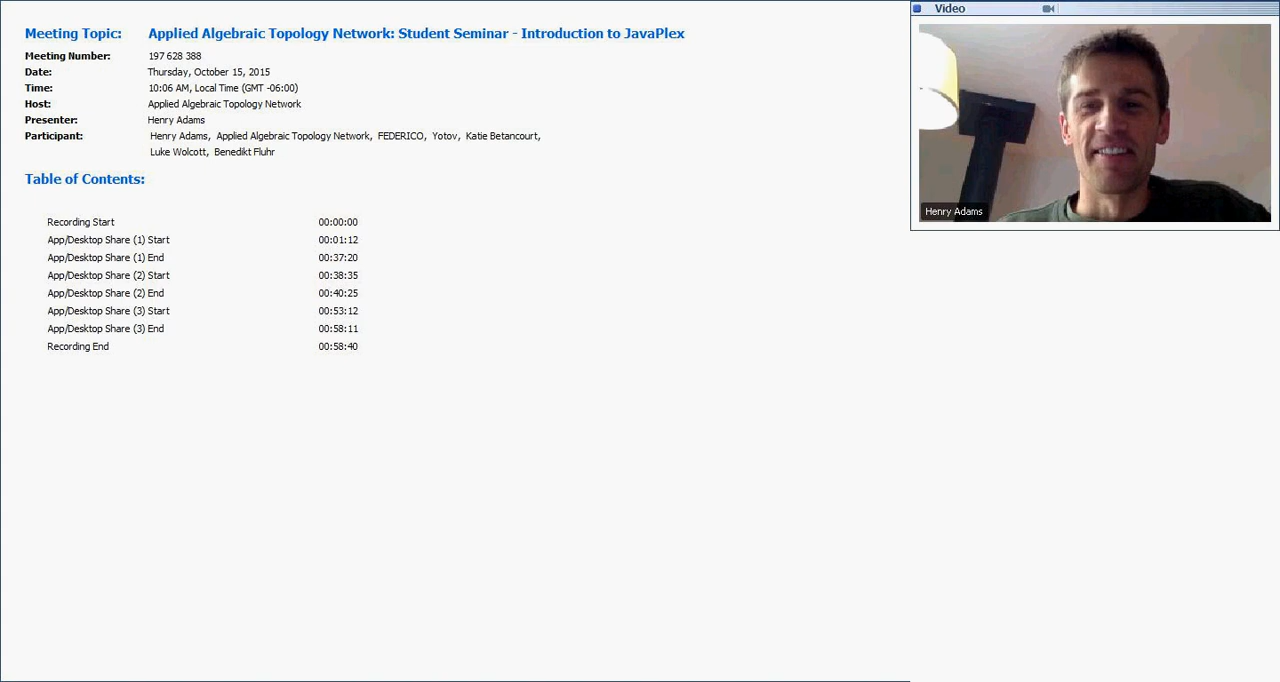 Meeting Topic: Applied Algebraic Topology Network: Student Seminar - Introduction to JavaPlex
Meeting Number: 197 628 388
Date: Thursday, October 15, 2015
Time: 10:06 AM, Local Time (GMT -06:00)
Host: Applied Algebraic Topology Network
Presenter: Henry Adams
Participant: Henry Adams, Applied Algebraic Topology Network, FEDERICO, Yotov, Katie Betancourt,
Luke Wolcott, Benedikt Fluhr
Table of Contents:
Recording Start 00:00:00
App/Desktop Share (1) Start 00:01:12
App/Desktop Share (1) End 00:37:20
App/Desktop Share (2) Start 00:38:35
App/Desktop Share (2) End 00:40:25
App/Desktop Share (3) Start 00:53:12
App/Desktop Share (3) End 00:58:11
Recording End 00:58:40
Video
Henry Adams